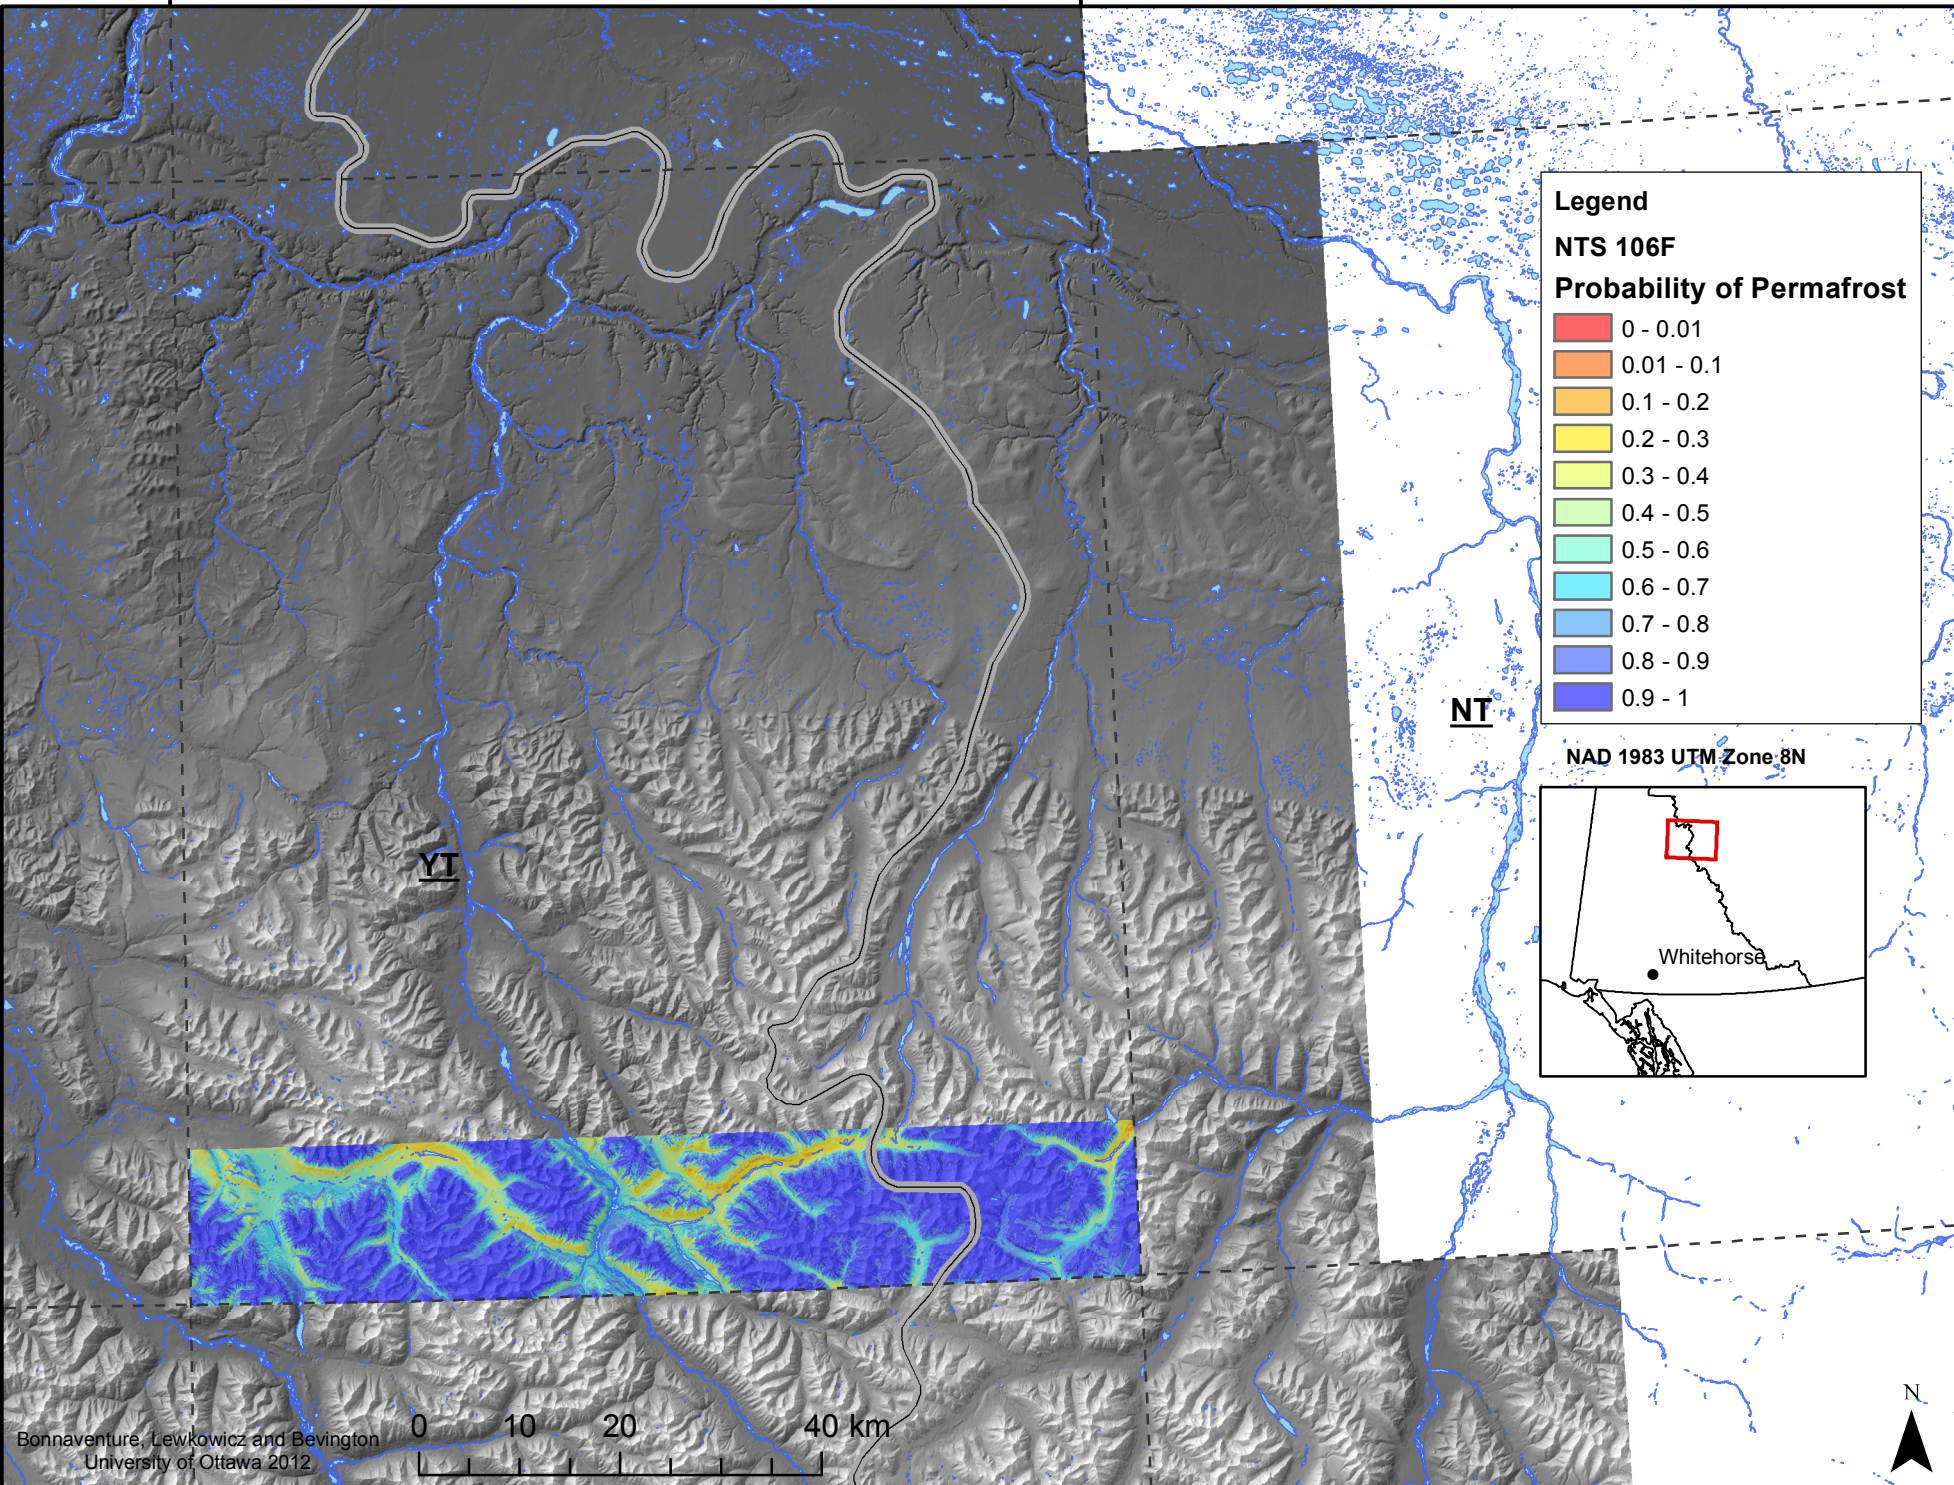 Legend
NTS 106F
Probability of Permafrost
0 - 0.01
0.01 - 0.1
0.1 - 0.2
0.2 - 0.3
0.3 - 0.4
0.4 - 0.5
0.5 - 0.6
0.6 - 0.7
0.7 - 0.8
0.8 - 0.9
0.9 - 1
NT
NAD 1983 UTM Zone 8N
YT
Whitehorse
N
0 10 20 40 km
Bonnaventure, Lewkowicz and Bevington
University of Ottawa 2012